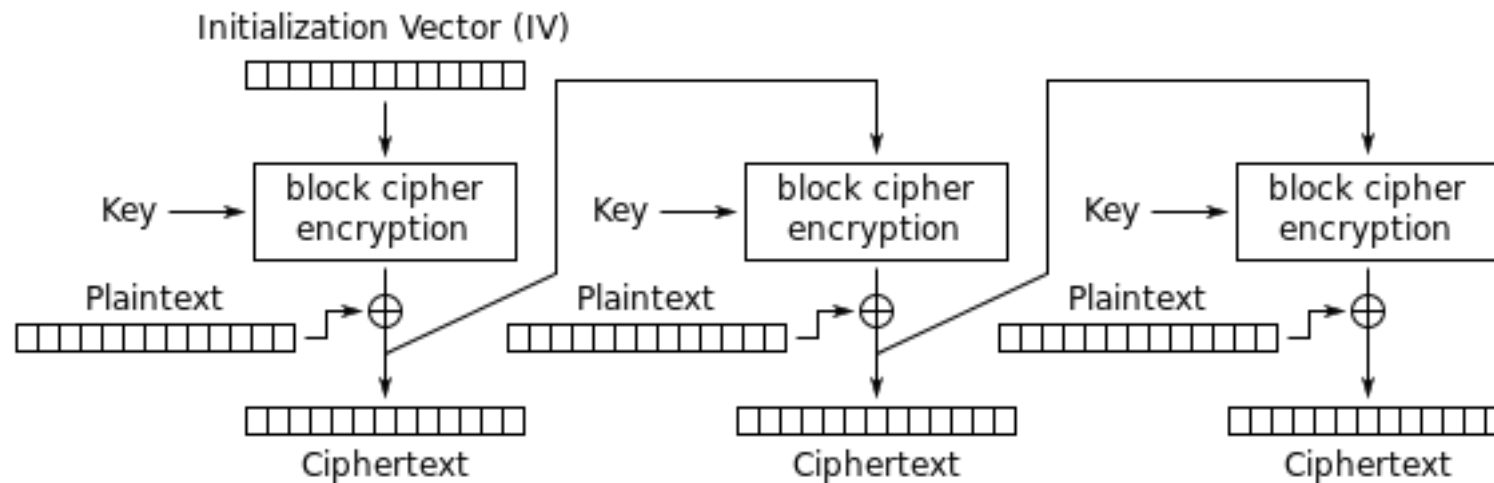 Initialization Vector (IV)
block cipher
encryption
Key
Plaintext
Ciphertext
block cipher
encryption
Key
Plaintext
Ciphertext
block cipher
encryption
Key
Plaintext
Ciphertext